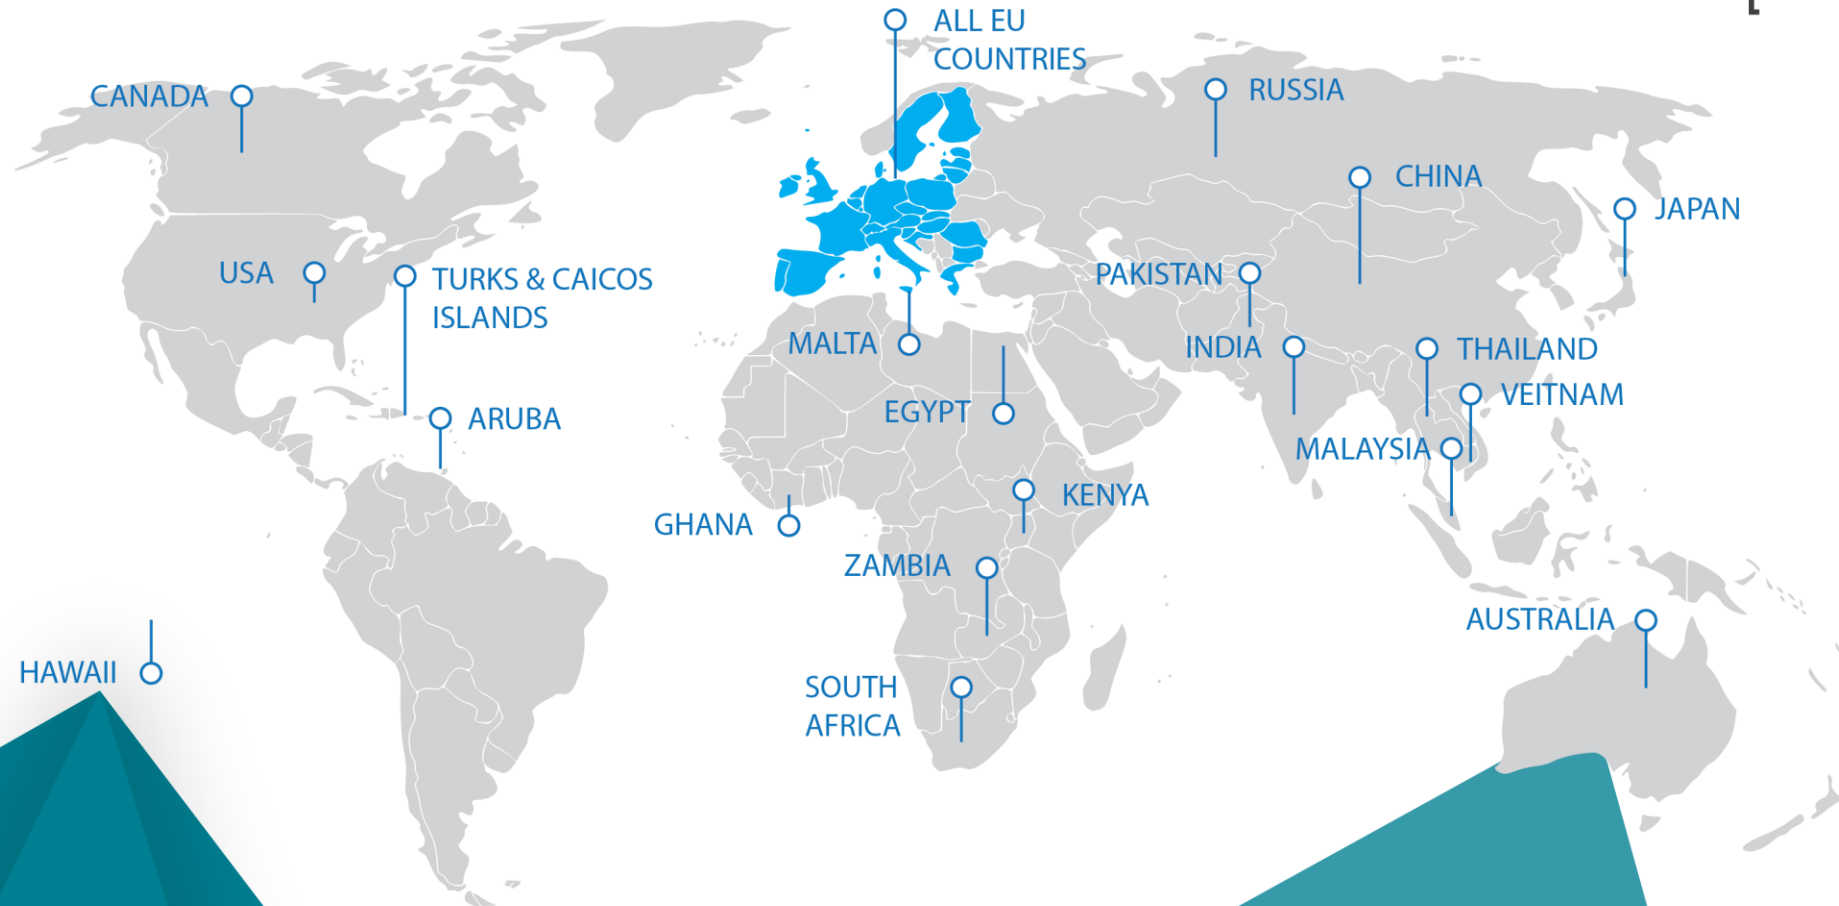 ALL EU
COUNTRIES
CANADA
RUSSIA
CHINA
JAPAN
USA
TURKS & CAICOS
ISLANDS
PAKISTAN
MALTA
INDIA
THAILAND
VEITNAM
EGYPT
ARUBA
MALAYSIA
KENYA
GHANA
ZAMBIA
AUSTRALIA
HAWAII
SOUTH
AFRICA